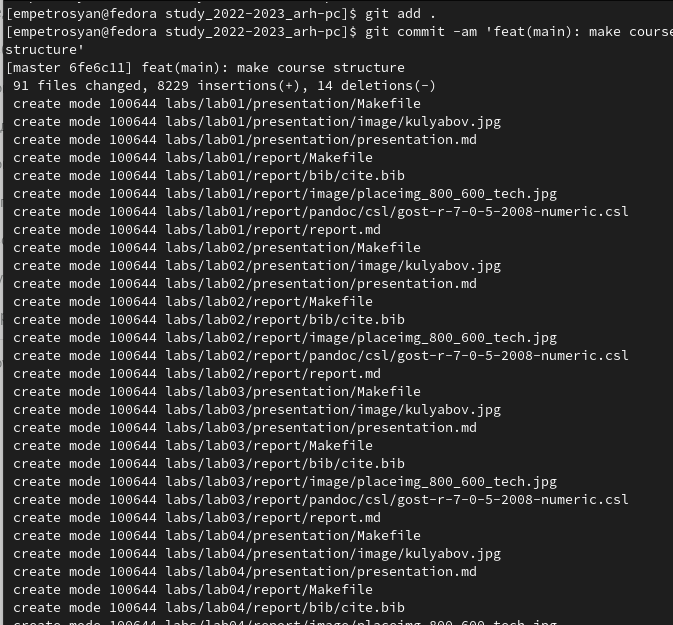 [empetrosyan@fedora study_2022-2023_arh-pc]$ git add .
[empetrosyan@fedora study_2022-2023_arh-pc]$ git commit -am 'feat(main): make course
structure'
[master 6fe6c11] feat(main): make course structure
 91 files changed, 8229 insertions(+), 14 deletions(-)
 create mode 100644 labs/lab01/presentation/Makefile
 create mode 100644 labs/lab01/presentation/image/kulyabov.jpg
 create mode 100644 labs/lab01/presentation/presentation.md
 create mode 100644 labs/lab01/report/Makefile
 create mode 100644 labs/lab01/report/bib/cite.bib
 create mode 100644 labs/lab01/report/image/placeimg_800_600_tech.jpg
 create mode 100644 labs/lab01/report/pandoc/csl/gost-r-7-0-5-2008-numeric.csl
 create mode 100644 labs/lab01/report/report.md
 create mode 100644 labs/lab02/presentation/Makefile
 create mode 100644 labs/lab02/presentation/image/kulyabov.jpg
 create mode 100644 labs/lab02/presentation/presentation.md
 create mode 100644 labs/lab02/report/Makefile
 create mode 100644 labs/lab02/report/bib/cite.bib
 create mode 100644 labs/lab02/report/image/placeimg_800_600_tech.jpg
 create mode 100644 labs/lab02/report/pandoc/csl/gost-r-7-0-5-2008-numeric.csl
 create mode 100644 labs/lab02/report/report.md
 create mode 100644 labs/lab03/presentation/Makefile
 create mode 100644 labs/lab03/presentation/image/kulyabov.jpg
 create mode 100644 labs/lab03/presentation/presentation.md
 create mode 100644 labs/lab03/report/Makefile
 create mode 100644 labs/lab03/report/bib/cite.bib
 create mode 100644 labs/lab03/report/image/placeimg_800_600_tech.jpg
 create mode 100644 labs/lab03/report/pandoc/csl/gost-r-7-0-5-2008-numeric.csl
 create mode 100644 labs/lab03/report/report.md
 create mode 100644 labs/lab04/presentation/Makefile
 create mode 100644 labs/lab04/presentation/image/kulyabov.jpg
 create mode 100644 labs/lab04/presentation/presentation.md
 create mode 100644 labs/lab04/report/Makefile
 create mode 100644 labs/lab04/report/bib/cite.bib
 create mode 100644 labs/lab04/report/image/placeimg_800_600_tech.jpg